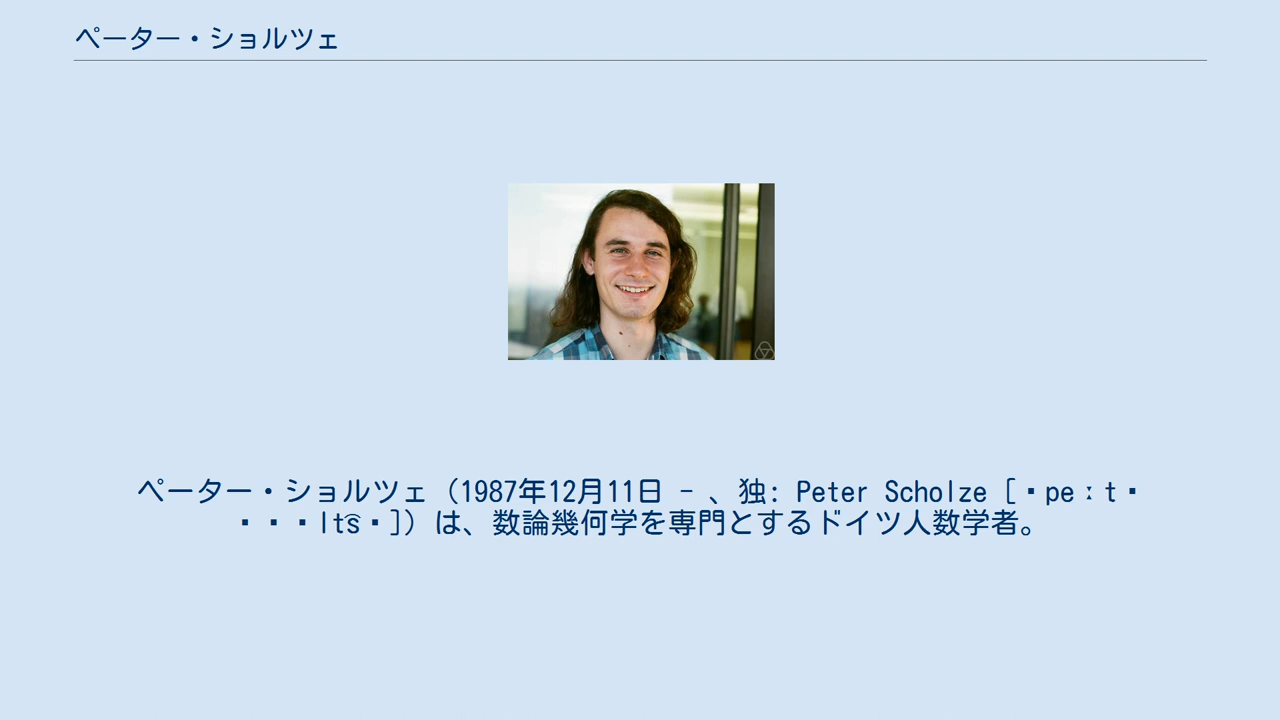 ペーター・ショルツェ
ペーター・ショルツェ（1987年12月11日 - 、独: Peter Scholze [▪peːt▪
▪▪▪lt͡s▪]）は、数論幾何学を専門とするドイツ人数学者。